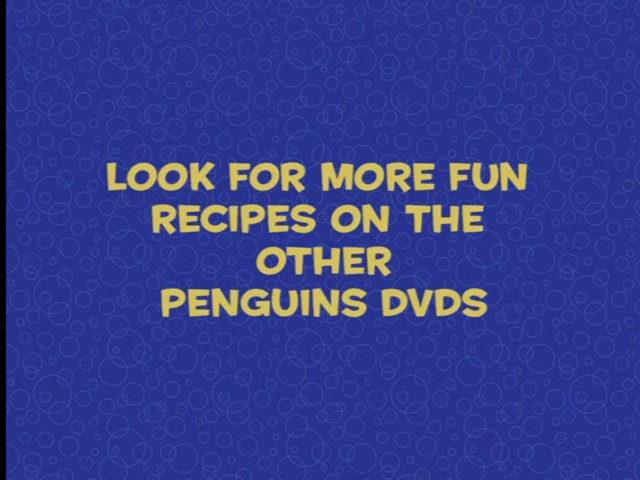 LOOK FOR MORE FUN
RECIPES ON THE
OTHER
PENGUINS DVDS